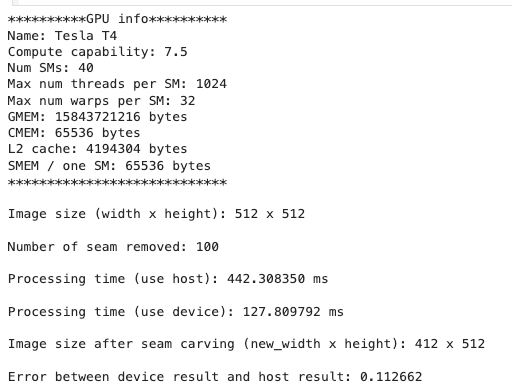 **********GPU info**********
Name: Tesla T4
Compute capability: 7.5
Num SMs: 40
Max num threads per SM: 1024
Max num warps per SM: 32
GMEM: 15843721216 bytes
CMEM: 65536 bytes
L2 cache: 4194304 bytes
SMEM / one SM: 65536 bytes
****************************
Image size (width x height): 512 x 512
Number of seam removed: 100
Processing time (use host): 442.308350 ms
Processing time (use device): 127.809792 ms
Image size after seam carving (new_width x height): 412 x 512
Error between device result and host result: 0.112662